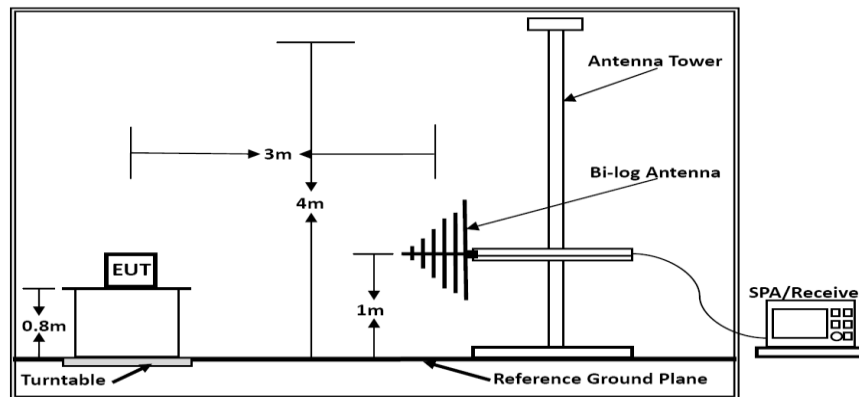 Antenna Tower
3m
Bi-log Antenna
4m
EUT
0.8m
1m
SPA/Receive
Turntable
Reference Ground Plane